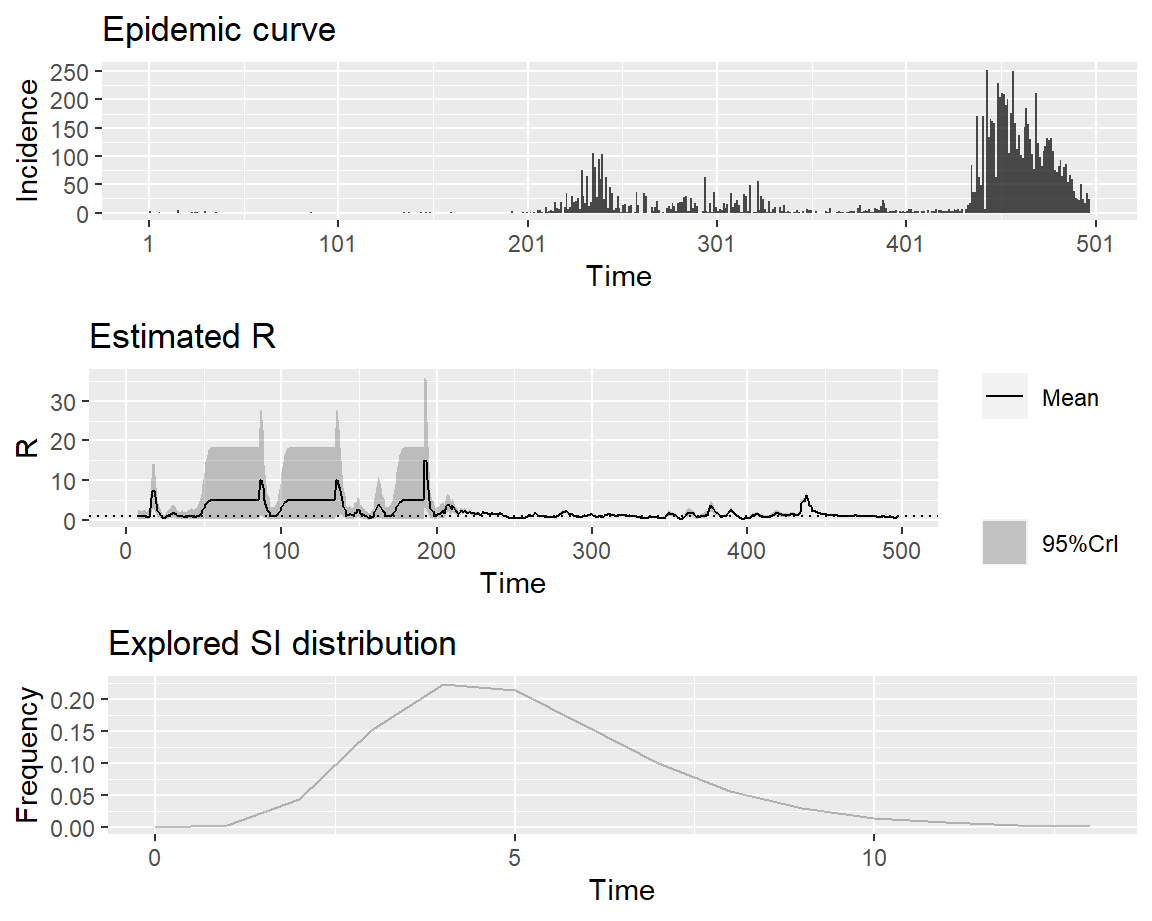 Epidemic curve
Incidence
250
200
150
100
50
0
1 101 201 301 401 501
Time
Estimated R
R
30
20
10
0
0 100 200 300 400 500
Time
Mean
95%CrI
Explored SI distribution
Frequency
0.20
0.15
0.10
0.05
0.00
0 5 10
Time